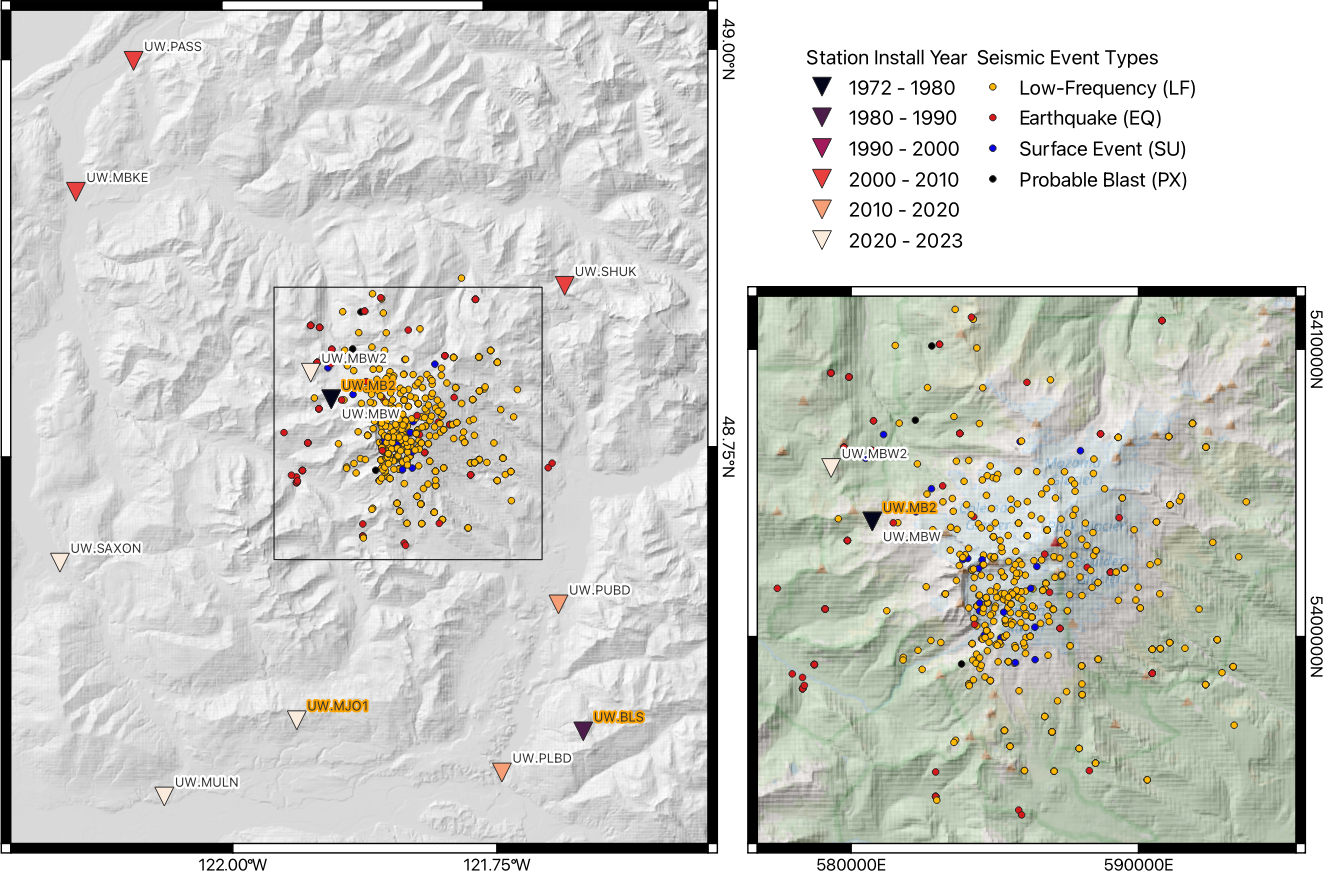 UW.PASS
UW.MBKE
UW.SHUK
UW.MBW2
UW.MB2
UW.MBW
UW.SAXON
UW.PUBD
UW.MJO1
UW.BLS
UW.PLBD
UW.MULN
49.00°N
48.75°N
122.00°W
121.75°W
Station Install Year
1972 - 1980
1980 - 1990
1990 - 2000
2000 - 2010
2010 - 2020
2020 - 2023
Seismic Event Types
Low-Frequency (LF)
Earthquake (EQ)
Surface Event (SU)
Probable Blast (PX)
UW.MBW2
UW.MB2
UW.MBW
5410000N
5400000N
580000E
590000E